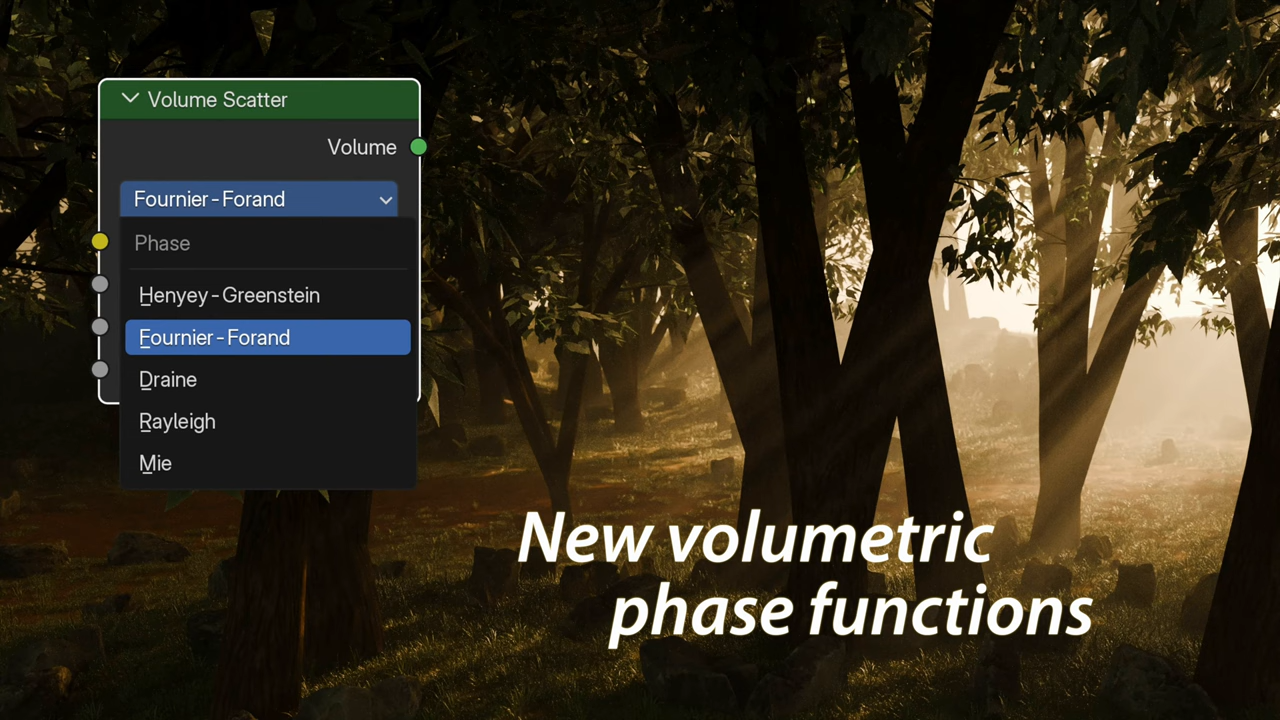 Volume Scatter
Volume
Fournier-Forand
Phase
Henyey-Greenstein
Fournier-Forand
Draine
Rayleigh
Mie
New volumetric
phase functions